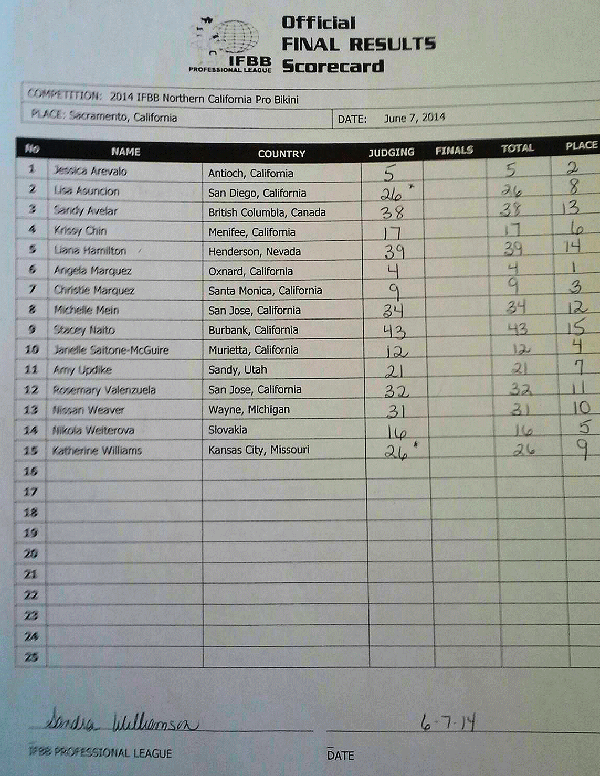 Official
FINAL RESULTS
Scorecard
IFBB
PROFESSIONAL LEAGUE
COMPETITION: 2014 IFBB Northern California Pro Bikini
PLACE: Sacramento, California DATE: June 7, 2014
No NAME COUNTRY JUDGING FINALS TOTAL PLACE
1 Jessica Arevalo Antioch, California 5 5 2
2 Lisa Asuncion San Diego, California 26* 26 8
3 Sandy Avelar British Columbia, Canada 38 38 13
4 Krissy Chin Menifee, California 17 17 6
5 Liana Hamilton Henderson, Nevada 39 39 14
6 Angela Marquez Oxnard, California 4 4 1
7 Christie Marquez Santa Monica, California 9 9 3
8 Michelle Mein San Jose, California 34 34 12
9 Stacey Naito Burbank, California 43 43 15
10 Janelle Saitone-McGuire Murietta, California 12 12 4
11 Amy Updike Sandy, Utah 21 21 7
12 Rosemary Valenzuela San Jose, California 32 32 11
13 Nissan Weaver Wayne, Michigan 31 31 10
14 Nikola Weiterova Slovakia 16 16 5
15 Katherine Williams Kansas City, Missouri 26* 26 9
16
17
18
19
20
21
22
23
24
25
Sandra Williamson 6-7-14
IFBB PROFESSIONAL LEAGUE DATE